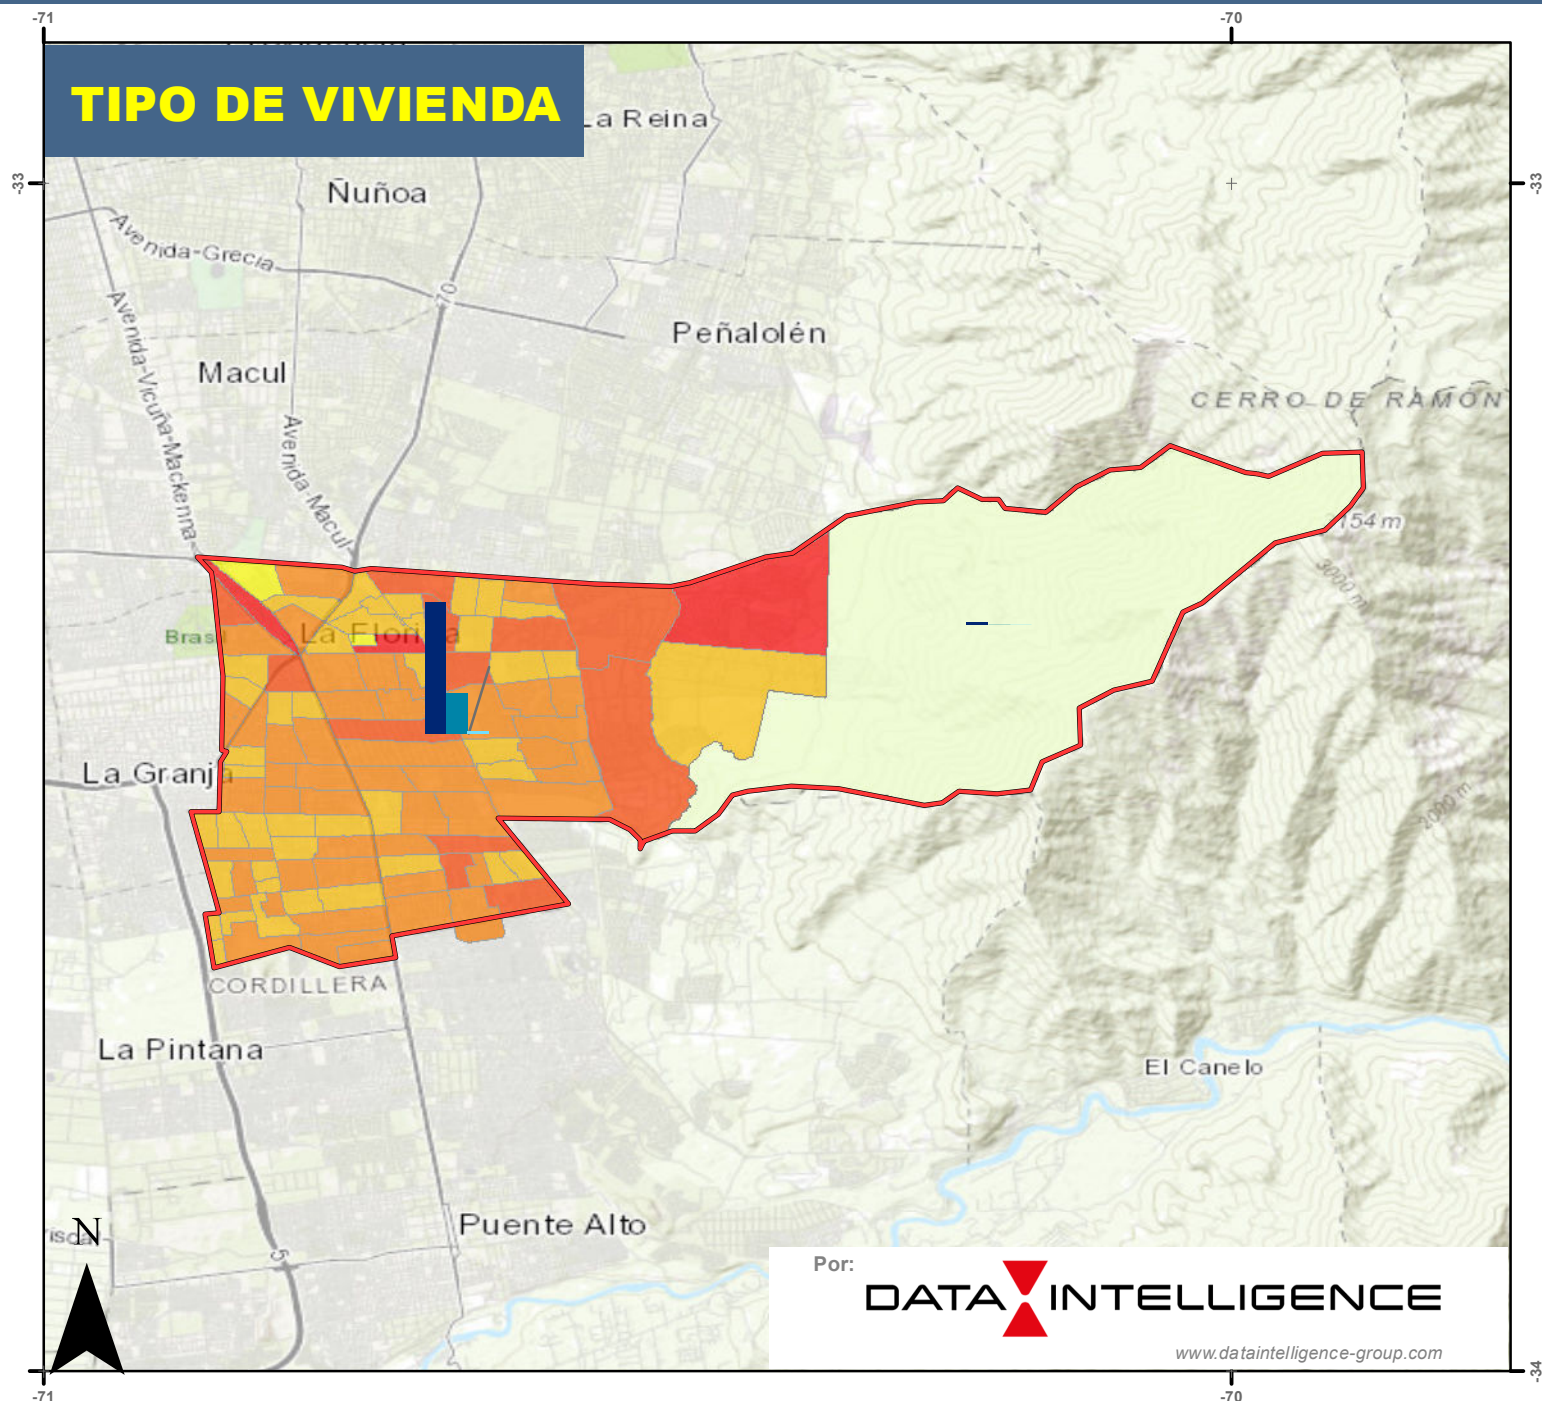 -71
-70
TIPO DE VIVIENDA
La Reina
-33
-33
Ñuñoa
Avenida-Grecia
70
Avenida-Vicuña-Mackenna
Peñalolén
Macul
CERRO DE RAMÓN
Avenida-Macul
154 m
3000 m
La Florida
Brasil
La Granja
2000 m
CORDILLERA
La Pintana
El Canelo
Puente Alto
N
5
Por:
DATA INTELLIGENCE
www.dataintelligence-group.com
-34
-71
-70